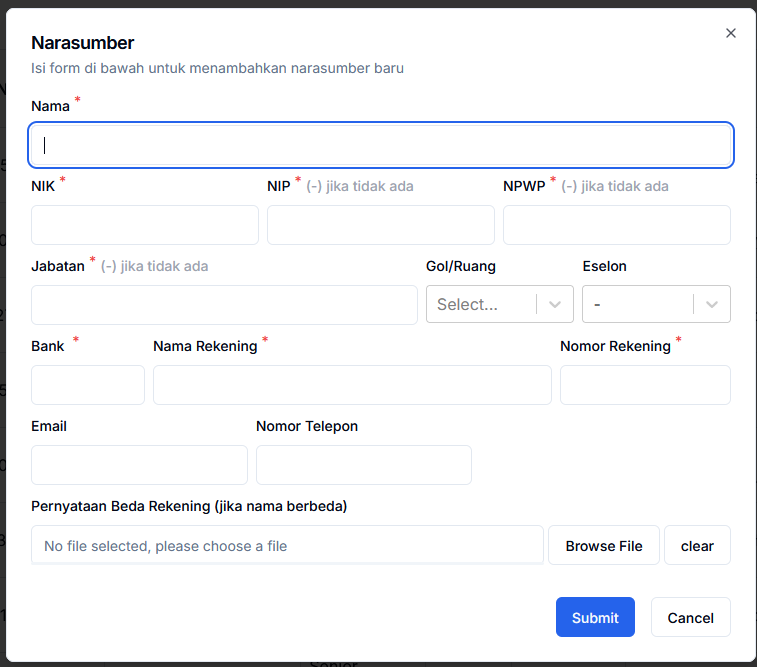 Narasumber
Isi form di bawah untuk menambahkan narasumber baru
Nama *
NIK * NIP * (-) jika tidak ada NPWP * (-) jika tidak ada
Jabatan * (-) jika tidak ada Gol/Ruang Eselon
Select... -
Bank * Nama Rekening * Nomor Rekening *
Email Nomor Telepon
Pernyataan Beda Rekening (jika nama berbeda)
No file selected, please choose a file Browse File clear
Submit Cancel